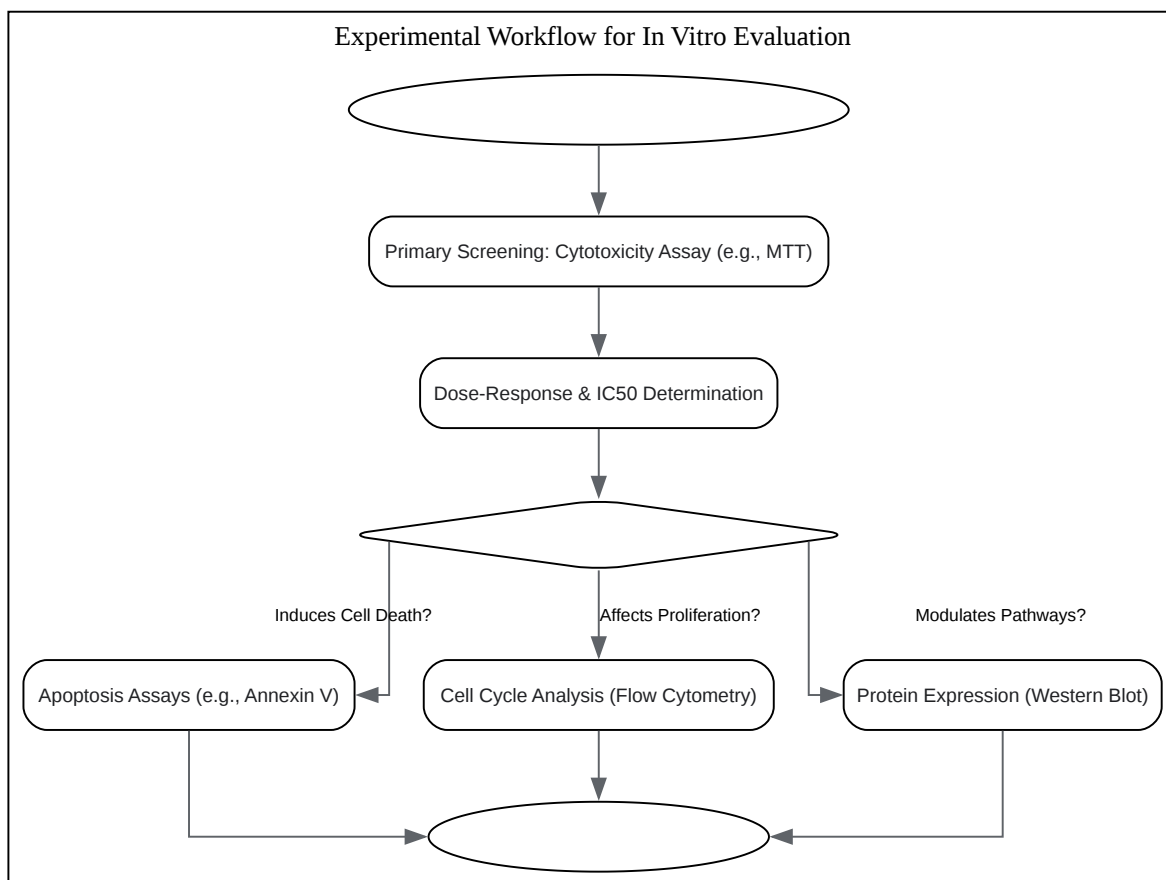 Experimental Workflow for In Vitro Evaluation
Primary Screening: Cytotoxicity Assay (e.g., MTT)
Dose-Response & IC50 Determination
Induces Cell Death?
Affects Proliferation?
Modulates Pathways?
Apoptosis Assays (e.g., Annexin V)
Cell Cycle Analysis (Flow Cytometry)
Protein Expression (Western Blot)